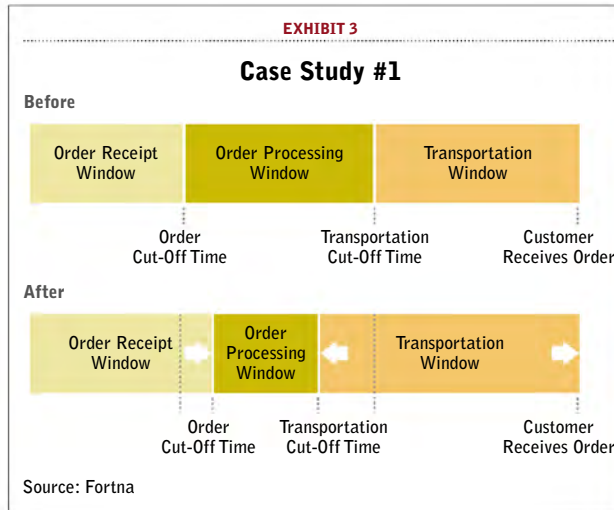 EXHIBIT 3
Case Study #1
Before
Order Receipt
Window
Order Processing
Window
Transportation
Window
Order
Cut-Off Time
Transportation
Cut-Off Time
Customer
Receives Order
After
Order Receipt
Window
Order
Processing
Window
Transportation
Window
Order
Cut-Off Time
Transportation
Cut-Off Time
Customer
Receives Order
Source: Fortna